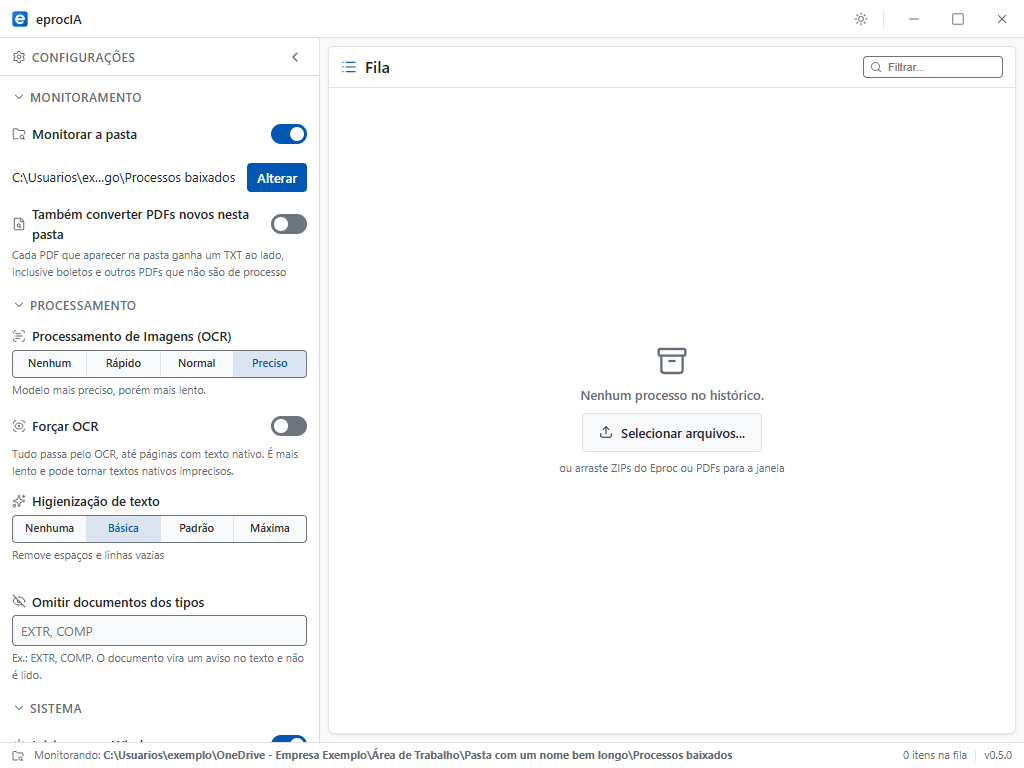 eprocIA
CONFIGURAÇÕES
MONITORAMENTO
Monitorar a pasta
C:\Usuarios\ex...go\Processos baixados
Alterar
Também converter PDFs novos nesta
pasta
Cada PDF que aparecer na pasta ganha um TXT ao lado,
inclusive boletos e outros PDFs que não são de processo
PROCESSAMENTO
Processamento de Imagens (OCR)
Nenhum Rápido Normal Preciso
Modelo mais preciso, porém mais lento.
Forçar OCR
Tudo passa pelo OCR, até páginas com texto nativo. É mais
lento e pode tornar textos nativos imprecisos.
Higienização de texto
Nenhuma Básica Padrão Máxima
Remove espaços e linhas vazias
Omitir documentos dos tipos
EXTR, COMP
Ex.: EXTR, COMP. O documento vira um aviso no texto e não
é lido.
SISTEMA
Fila
Filtrar...
Nenhum processo no histórico.
Selecionar arquivos...
ou arraste ZIPs do Eproc ou PDFs para a janela
Monitorando: C:\Usuarios\exemplo\OneDrive - Empresa Exemplo\Área de Trabalho\Pasta com um nome bem longo\Processos baixados
0 itens na fila
v0.5.0